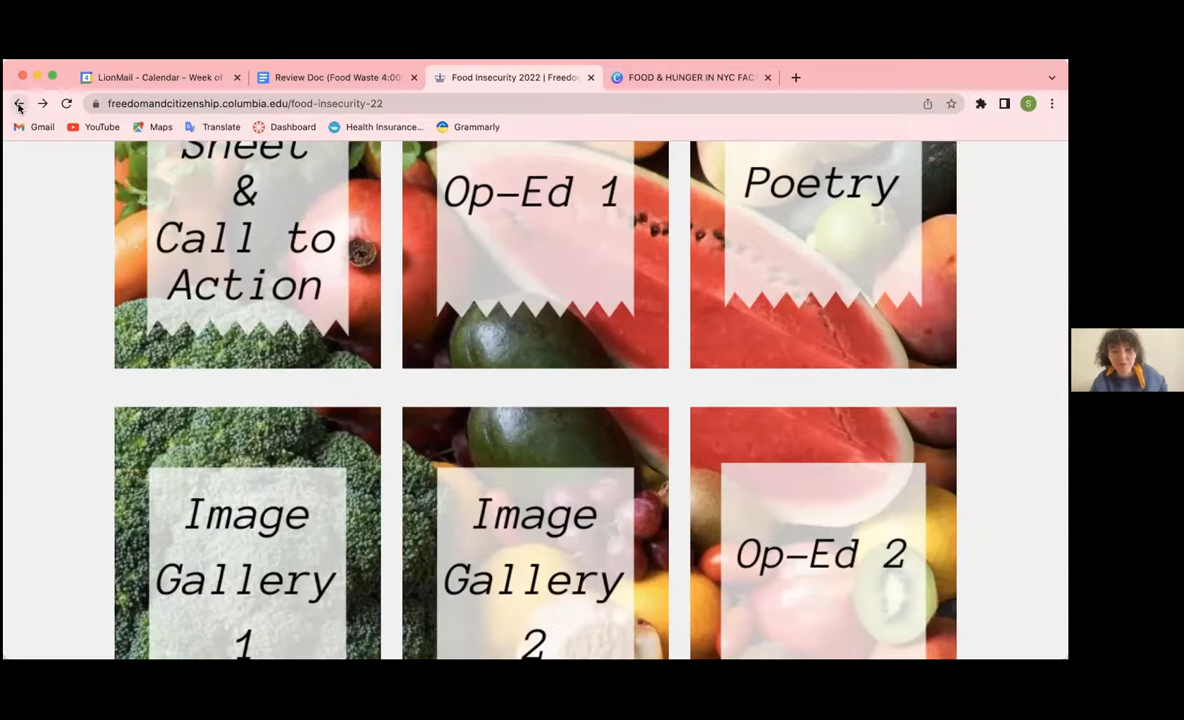 LionMail - Calendar - Week of
Review Doc (Food Waste 4:00
Food Insecurity 2022 | Freedo
FOOD & HUNGER IN NYC FAC
freedomandcitizenship.columbia.edu/food-insecurity-22
S
Gmail
YouTube
Maps
Translate
Dashboard
Health Insurance...
Grammarly
Sheet
&
Call to
Action
Op-Ed 1
Poetry
Image
Gallery
1
Image
Gallery
2
Op-Ed 2